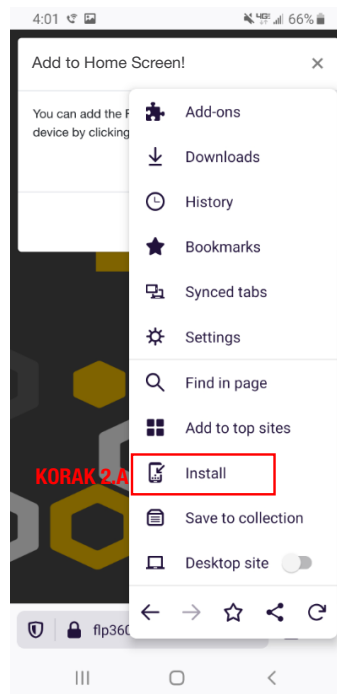 4:01 66%
Add to Home Screen!
You can add the F
device by clicking
Add-ons
Downloads
History
Bookmarks
Synced tabs
Settings
Find in page
Add to top sites
KORAK 2.A
Install
Save to collection
Desktop site
flp360